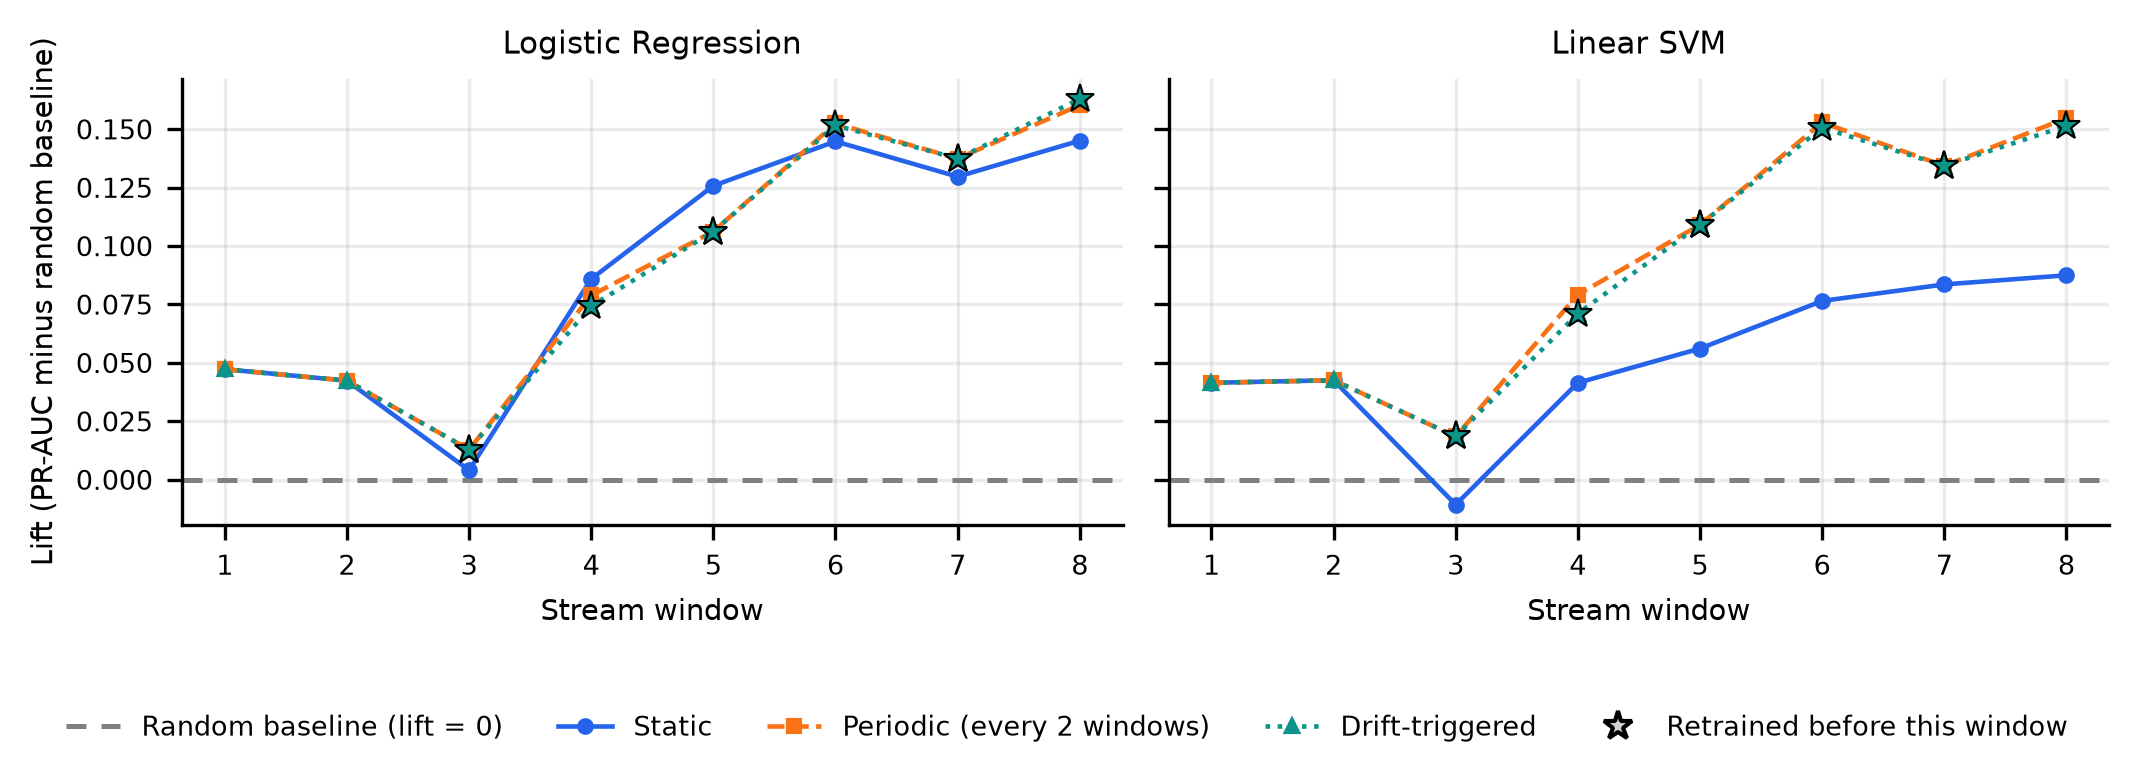 Logistic Regression
Linear SVM
Lift (PR-AUC minus random baseline)
0.150
0.125
0.100
0.075
0.050
0.025
0.000
1 2 3 4 5 6 7 8
1 2 3 4 5 6 7 8
Stream window
Stream window
Random baseline (lift = 0) Static Periodic (every 2 windows) Drift-triggered Retrained before this window